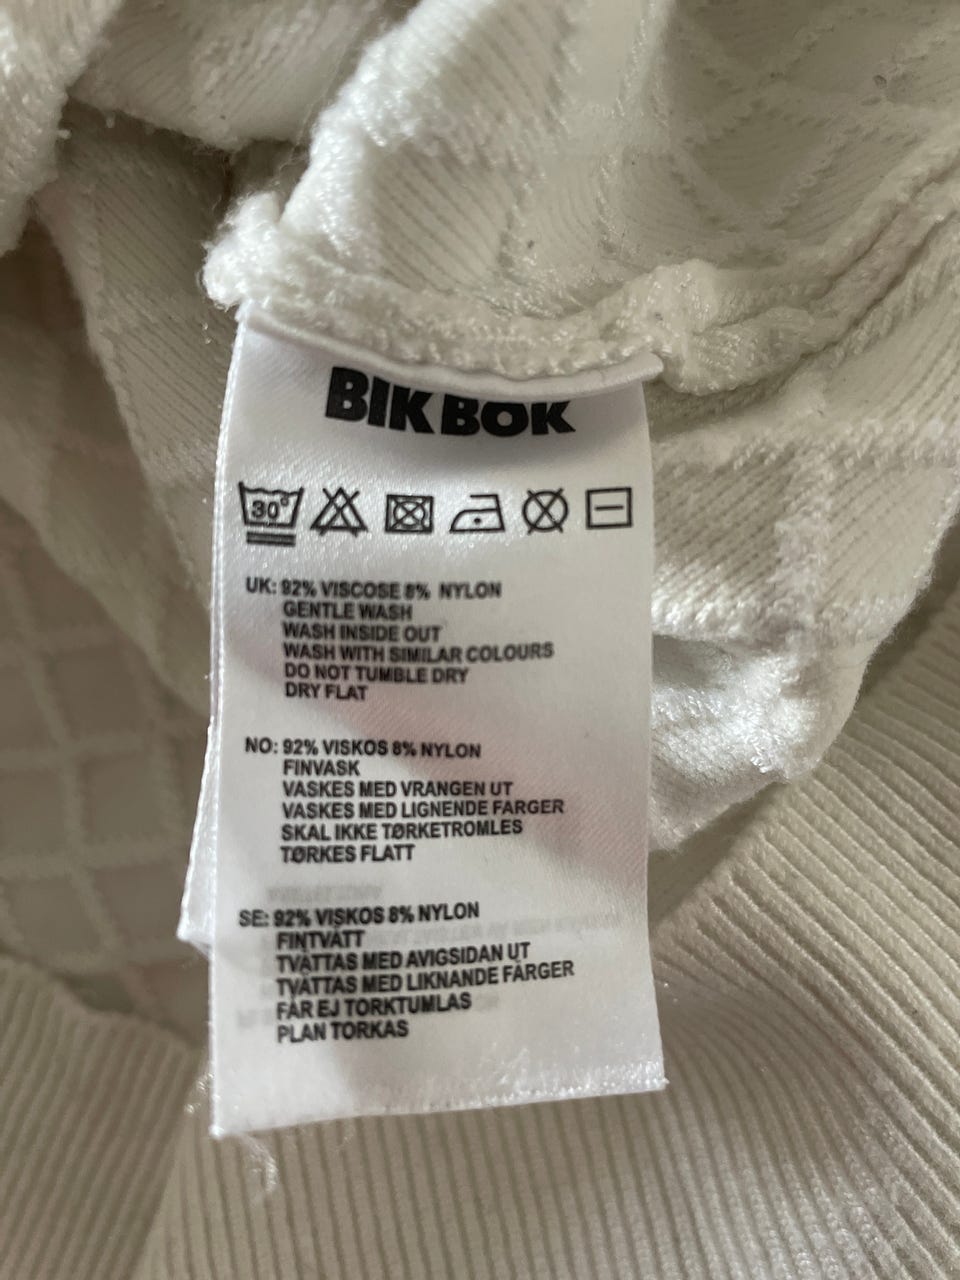 BIKBOK
30°
UK: 92% VISCOSE 8% NYLON
GENTLE WASH
WASH INSIDE OUT
WASH WITH SIMILAR COLOURS
DO NOT TUMBLE DRY
DRY FLAT
NO: 92% VISKOS 8% NYLON
FINVASK
VASKES MED VRANGEN UT
VASKES MED LIGNENDE FARGER
SKAL IKKE TØRKETROMLES
TØRKES FLATT
SE: 92% VISKOS 8% NYLON
FINTVÄTT
TVÄTTAS MED AVIGSIDAN UT
TVÄTTAS MED LIKNANDE FÄRGER
FÅR EJ TORKTUMLAS
PLAN TORKAS